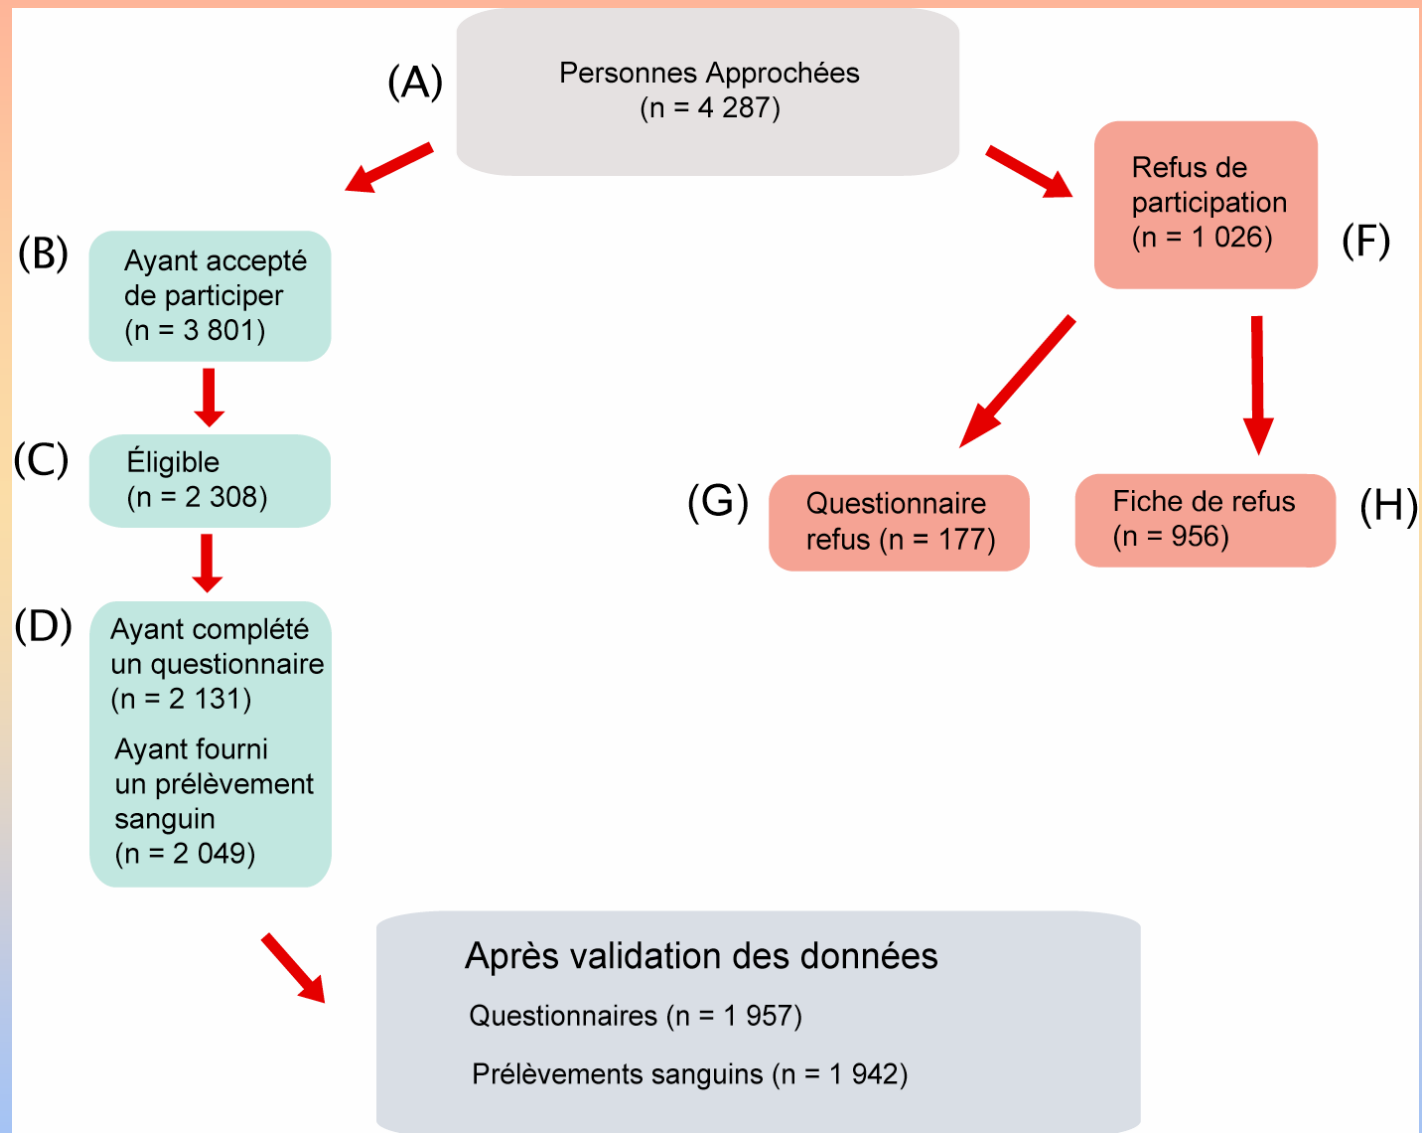 (A)
Personnes Approchées
(n = 4 287)
(B)
Ayant accepté
de participer
(n = 3 801)
(C)
Éligible
(n = 2 308)
(D)
Ayant complété
un questionnaire
(n = 2 131)
Ayant fourni
un prélèvement
sanguin
(n = 2 049)
Refus de
participation
(n = 1 026)
(F)
(G)
Questionnaire
refus (n = 177)
Fiche de refus
(n = 956)
(H)
Après validation des données
Questionnaires (n = 1 957)
Prélèvements sanguins (n = 1 942)